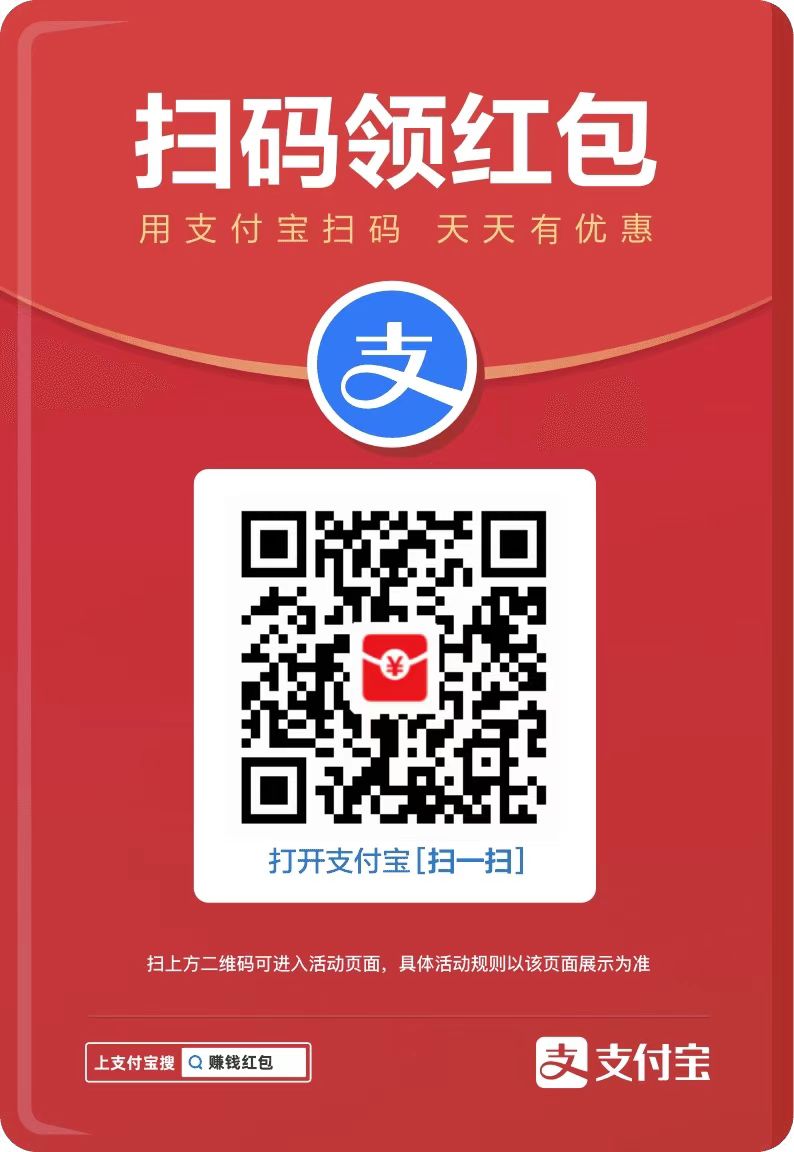 扫码领红包
用支付宝扫码 天天有优惠
支
¥
打开支付宝[扫一扫]
扫上方二维码可进入活动页面，具体活动规则以该页面展示为准
上支付宝搜 赚钱红包
支 支付宝